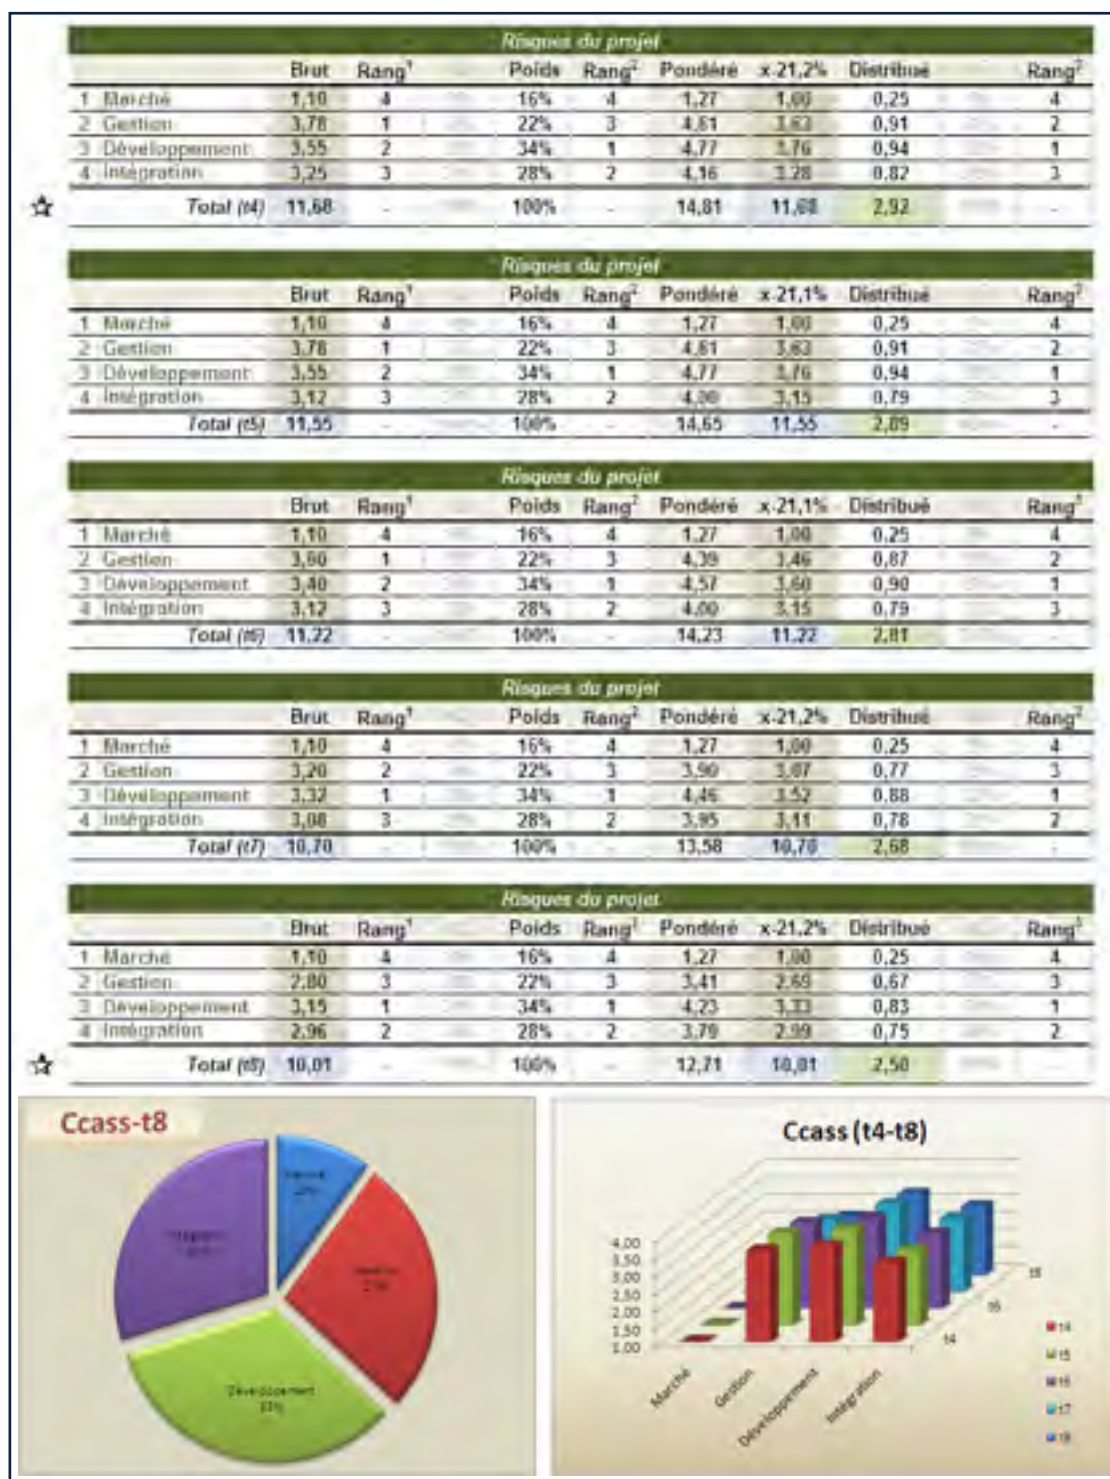 Risques du projet
Brut Rang¹ Poids Rang² Pondéré x-21,2% Distribué Rang²
1 Marché 1,10 4 16% 4 1,27 1,00 0,25 4
2 Gestion 3,78 1 22% 3 4,61 3,63 0,91 2
3 Développement 3,55 2 34% 1 4,77 3,76 0,94 1
4 Intégration 3,25 3 28% 2 4,16 3,28 0,82 3
Total (t4) 11,68 - 100% - 14,81 11,68 2,92 -
Risques du projet
Brut Rang¹ Poids Rang² Pondéré x-21,1% Distribué Rang²
1 Marché 1,10 4 16% 4 1,27 1,00 0,25 4
2 Gestion 3,78 1 22% 3 4,61 3,63 0,91 2
3 Développement 3,55 2 34% 1 4,77 3,76 0,94 1
4 Intégration 3,12 3 28% 2 4,00 3,15 0,79 3
Total (t5) 11,55 - 100% - 14,65 11,55 2,89 -
Risques du projet
Brut Rang¹ Poids Rang² Pondéré x-21,1% Distribué Rang²
1 Marché 1,10 4 16% 4 1,27 1,00 0,25 4
2 Gestion 3,60 1 22% 3 4,39 3,46 0,87 2
3 Développement 3,40 2 34% 1 4,57 3,60 0,90 1
4 Intégration 3,12 3 28% 2 4,00 3,15 0,79 3
Total (t6) 11,22 - 100% - 14,23 11,22 2,81 -
Risques du projet
Brut Rang¹ Poids Rang² Pondéré x-21,2% Distribué Rang²
1 Marché 1,10 4 16% 4 1,27 1,00 0,25 4
2 Gestion 3,20 2 22% 3 3,90 3,07 0,77 3
3 Développement 3,32 1 34% 1 4,46 3,52 0,88 1
4 Intégration 3,08 3 28% 2 3,95 3,11 0,78 2
Total (t7) 10,70 - 100% - 13,58 10,70 2,68 -
Risques du projet
Brut Rang¹ Poids Rang² Pondéré x-21,2% Distribué Rang²
1 Marché 1,10 4 16% 4 1,27 1,00 0,25 4
2 Gestion 2,80 3 22% 3 3,41 2,69 0,67 3
3 Développement 3,15 1 34% 1 4,23 3,33 0,83 1
4 Intégration 2,96 2 28% 2 3,79 2,99 0,75 2
Total (t8) 10,01 - 100% - 12,71 10,01 2,50 -
Ccass-t8
Développement
Ccass (t4-t8)
4,00
3,50
3,00
2,50
2,00
1,50
1,00
Marché
Gestion
Développement
Intégration
t4
t6
t8
t4
t5
t6
t7
t8